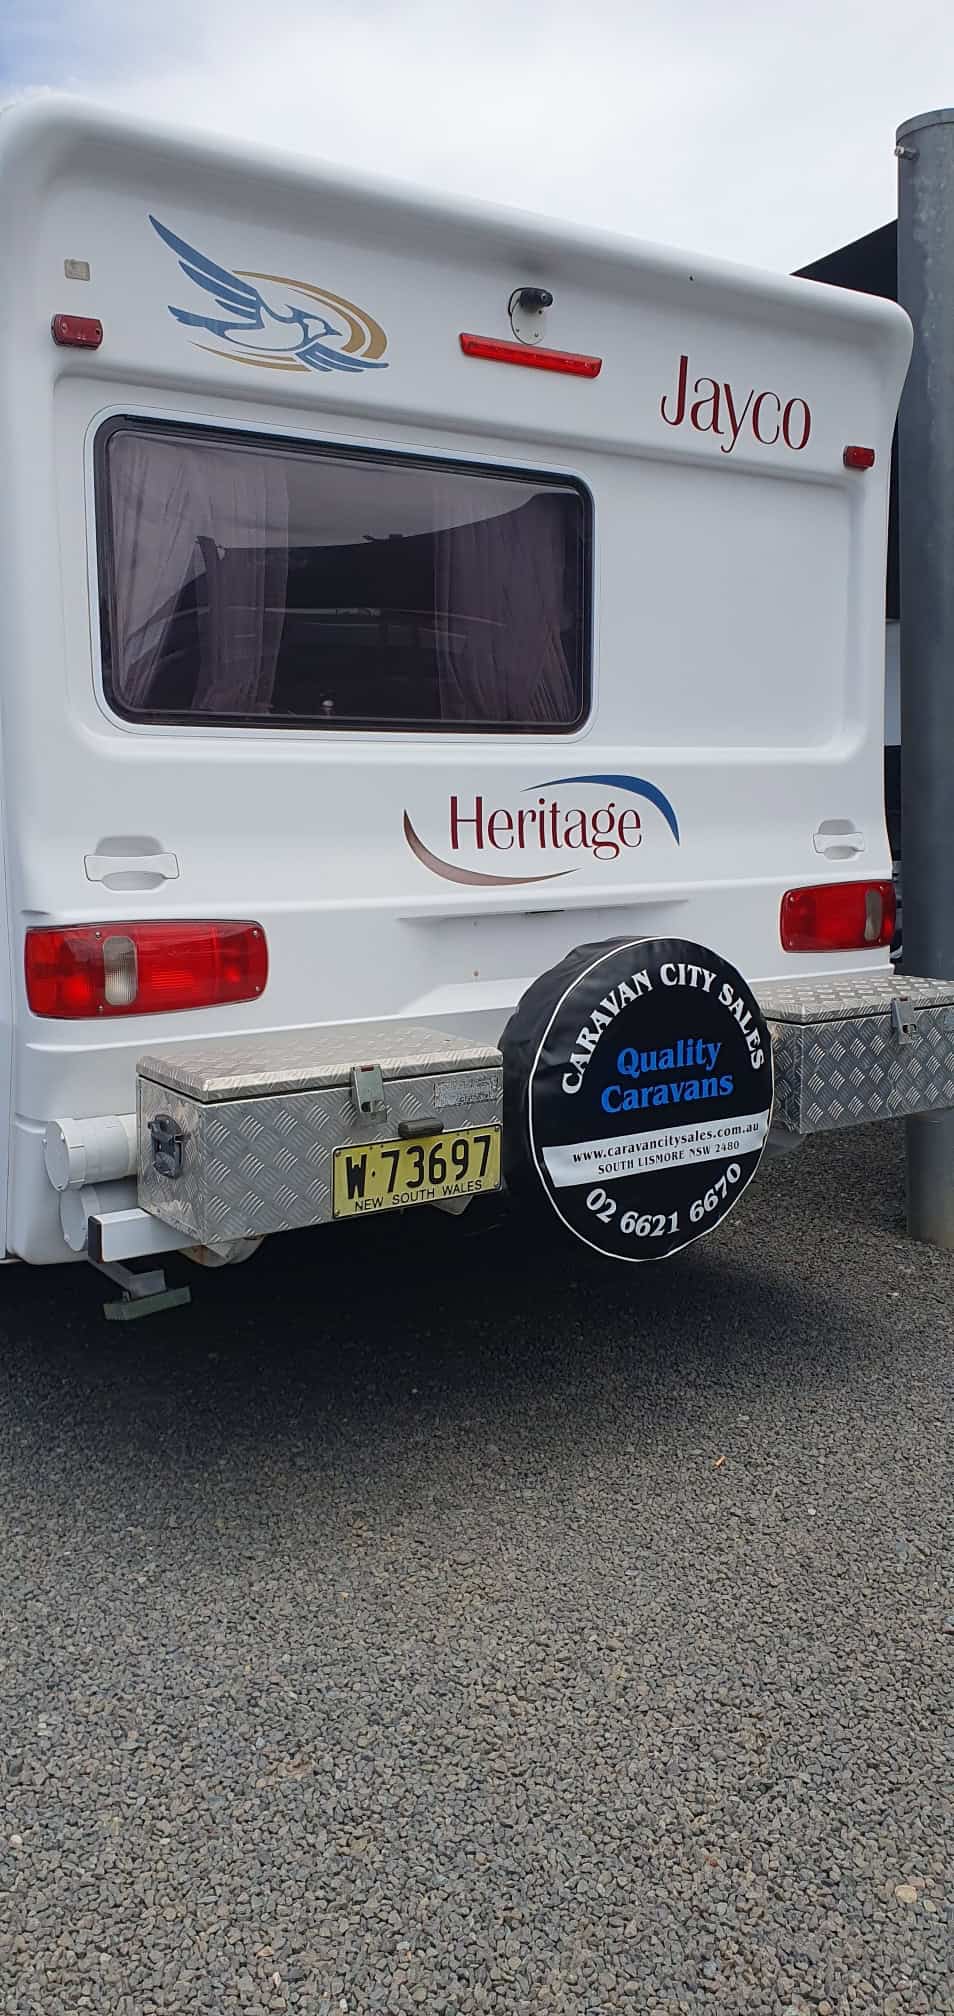 Jayco
Heritage
CARAVAN CITY SALES
Quality
Caravans
www.caravancitysales.com.au
SOUTH LISMORE NSW 2480
02 6621 6670
W·73697
NEW SOUTH WALES